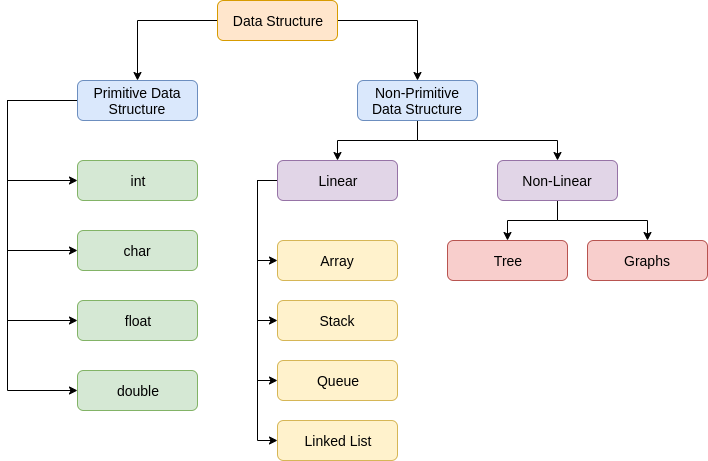 Data Structure
Primitive Data
Structure
Non-Primitive
Data Structure
int
Linear
Non-Linear
char
Array
Tree
Graphs
float
Stack
double
Queue
Linked List